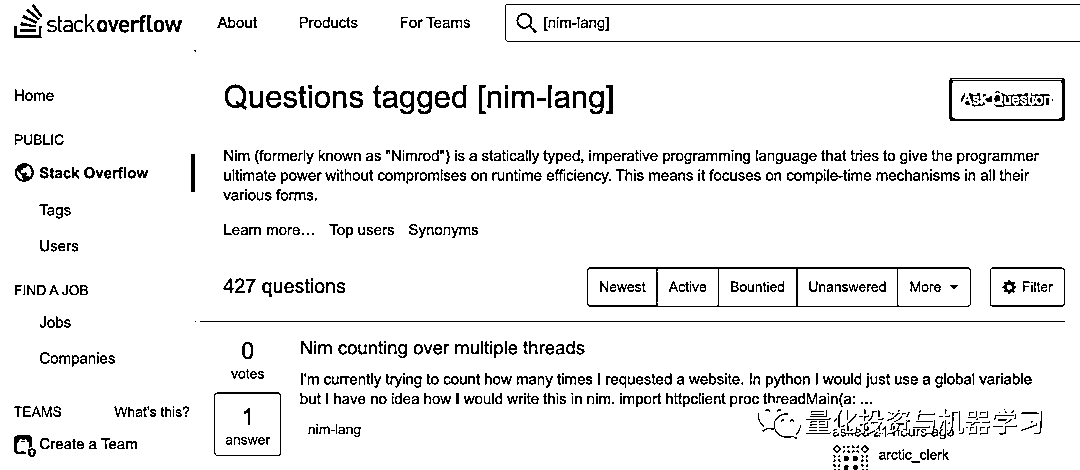 stackoverflow
About
Products
For Teams
[nim-lang]
Home
PUBLIC
Stack Overflow
Tags
Users
FIND A JOB
Jobs
Companies
TEAMS
What's this?
Create a Team
Questions tagged [nim-lang]
Ask Question
Nim (formerly known as "Nimrod") is a statically typed, imperative programming language that tries to give the programmer
ultimate power without compromises on runtime efficiency. This means it focuses on compile-time mechanisms in all their
various forms.
Learn more...
Top users
Synonyms
427 questions
Newest
Active
Bountied
Unanswered
More
Filter
0
votes
1
answer
Nim counting over multiple threads
I'm currently trying to count how many times I requested a website. In python I would just use a global variable
but I have no idea how I would write this in nim. import httpclient proc threadMain(a: ...
nim-lang
asked 21 hours ago
arctic_clerk
量化投资与机器学习